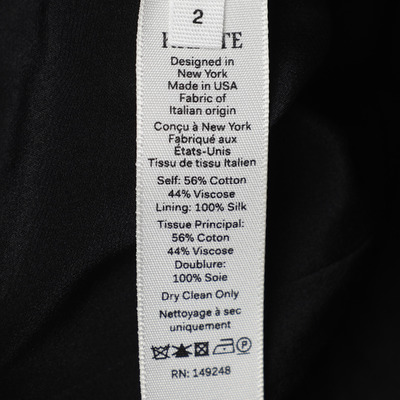 2
Designed in
New York
Made in USA
Fabric of
Italian origin
Conçu à New York
Fabriqué aux
États-Unis
Tissu de tissu Italien
Self: 56% Cotton
44% Viscose
Lining: 100% Silk
Tissue Principal:
56% Coton
44% Viscose
Doublure:
100% Soie
Dry Clean Only
Nettoyage à sec
uniquement
P
RN: 149248